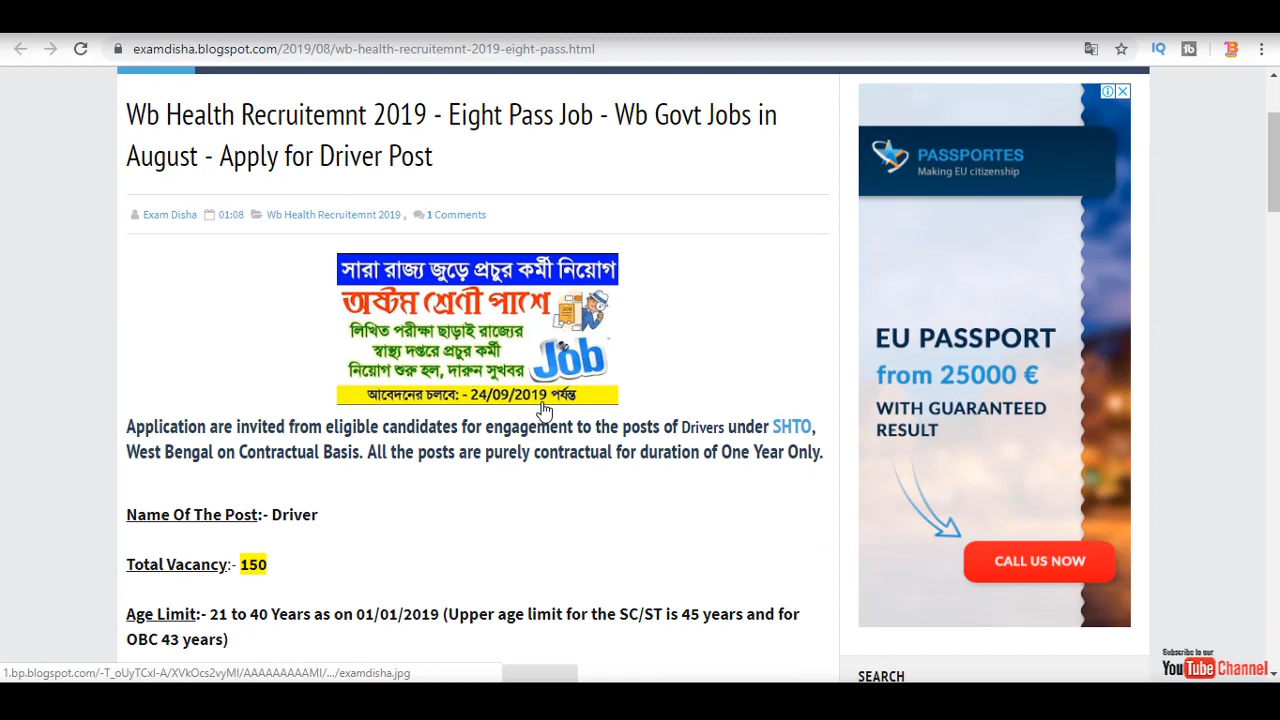 examdisha.blogspot.com/2019/08/wb-health-recruitemnt-2019-eight-pass.html
Wb Health Recruitemnt 2019 - Eight Pass Job - Wb Govt Jobs in
August - Apply for Driver Post
Exam Disha 01:08 Wb Health Recruitemnt 2019 , 1 Comments
সারা রাজ্য জুড়ে প্রচুর কর্মী নিয়োগ
অষ্টম শ্রেণী পাশে
লিখিত পরীক্ষা ছাড়াই রাজ্যের
স্বাস্থ্য দপ্তরে প্রচুর কর্মী
নিয়োগ শুরু হল, দারুন সুখবর
Job
আবেদনের চলবে: - 24/09/2019 পর্যন্ত
Application are invited from eligible candidates for engagement to the posts of Drivers under SHTO,
West Bengal on Contractual Basis. All the posts are purely contractual for duration of One Year Only.
Name Of The Post:- Driver
Total Vacancy:- 150
Age Limit:- 21 to 40 Years as on 01/01/2019 (Upper age limit for the SC/ST is 45 years and for
OBC 43 years)
1.bp.blogspot.com/-T_oUyTCxI-A/XVkOcs2vyMI/AAAAAAAAAMI/.../examdisha.jpg
PASSPORTES
Making EU citizenship
EU PASSPORT
from 25000 €
WITH GUARANTEED
RESULT
CALL US NOW
SEARCH
Subscribe to our
YouTube Channel